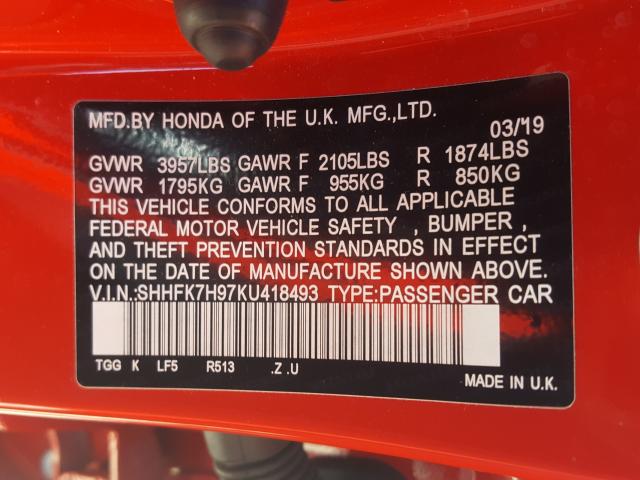 MFD.BY HONDA OF THE U.K. MFG.,LTD.
03/'19
GVWR 3957LBS GAWR F 2105LBS R 1874LBS
GVWR 1795KG GAWR F 955KG R 850KG
THIS VEHICLE CONFORMS TO ALL APPLICABLE
FEDERAL MOTOR VEHICLE SAFETY , BUMPER ,
AND THEFT PREVENTION STANDARDS IN EFFECT
ON THE DATE OF MANUFACTURE SHOWN ABOVE.
V.I.N.:SHHFK7H97KU418493 TYPE:PASSENGER CAR
TGG K LF5 R513 .Z .U
MADE IN U.K.